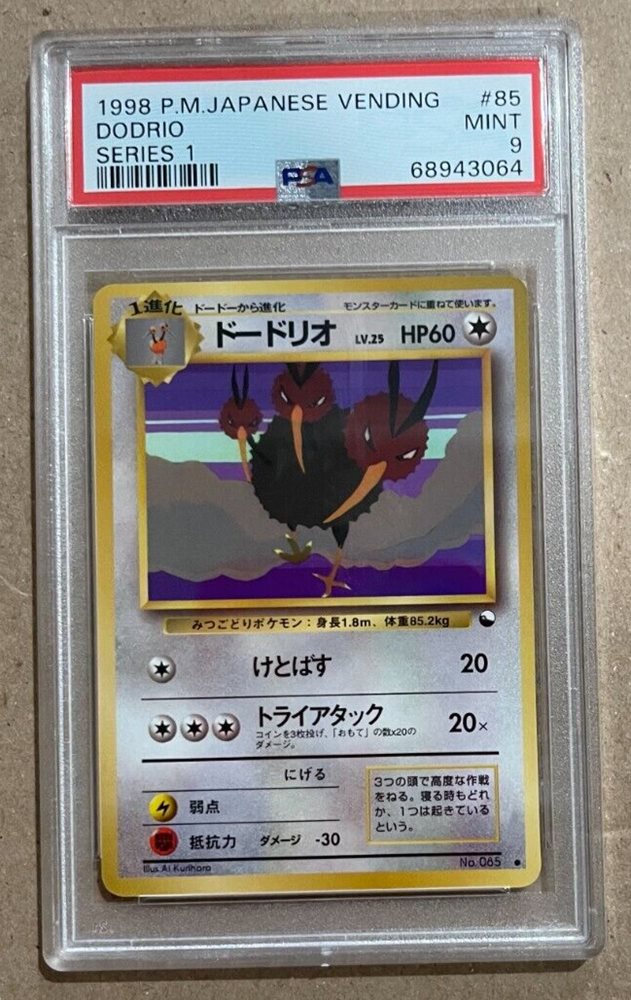 1998 P.M.JAPANESE VENDING #85
DODRIO MINT
SERIES 1 9
PSA 68943064
1進化 ドードーから進化 モンスターカードに重ねて使います。
ドードリオ LV.25 HP60
みつごどりポケモン：身長1.8m、体重85.2kg
けとばす 20
トライアタック 20×
コインを3枚投げ、「おもて」の数x20の
ダメージ。
にげる
弱点
抵抗力 ダメージ -30
3つの頭で高度な作戦
をねる。寝る時もどれ
か、1つは起きている
という。
Illus.Ai Kurihara No.085